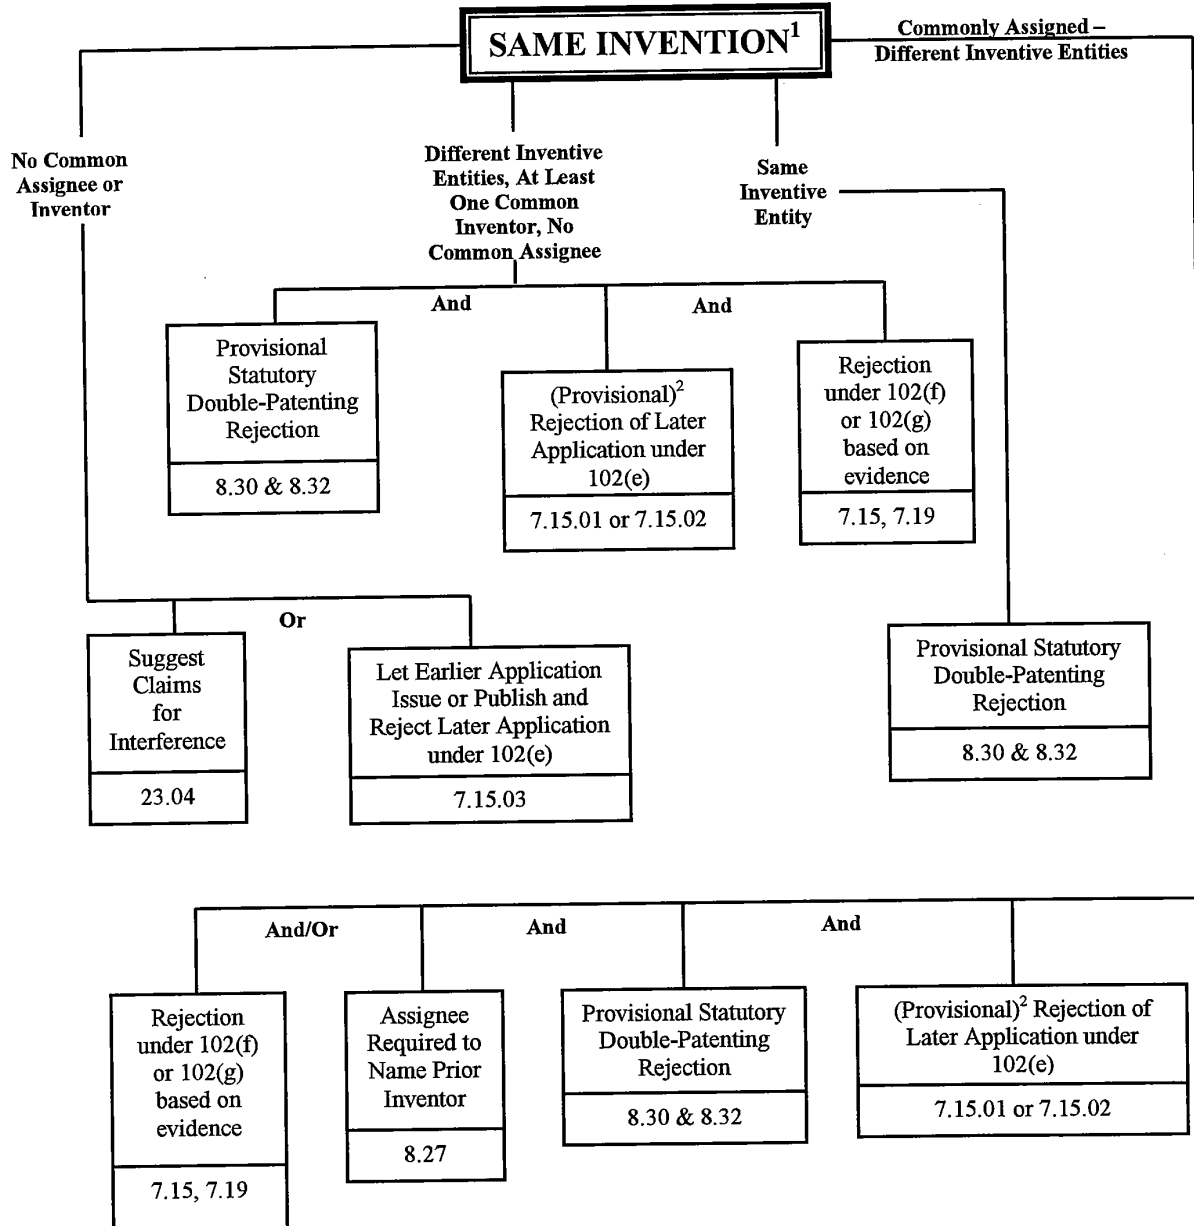 SAME INVENTION1
Commonly Assigned –
Different Inventive Entities
No Common
Assignee or
Inventor
Different Inventive
Entities, At Least
One Common
Inventor, No
Common Assignee
Same
Inventive
Entity
And
And
Provisional
Statutory
Double-Patenting
Rejection
8.30 & 8.32
(Provisional)2
Rejection of Later
Application under
102(e)
7.15.01 or 7.15.02
Rejection
under 102(f)
or 102(g)
based on
evidence
7.15, 7.19
Or
Suggest
Claims
for
Interference
23.04
Let Earlier Application
Issue or Publish and
Reject Later Application
under 102(e)
7.15.03
Provisional Statutory
Double-Patenting
Rejection
8.30 & 8.32
And/Or
And
And
Rejection
under 102(f)
or 102(g)
based on
evidence
7.15, 7.19
Assignee
Required to
Name Prior
Inventor
8.27
Provisional Statutory
Double-Patenting
Rejection
8.30 & 8.32
(Provisional)2 Rejection of
Later Application under
102(e)
7.15.01 or 7.15.02